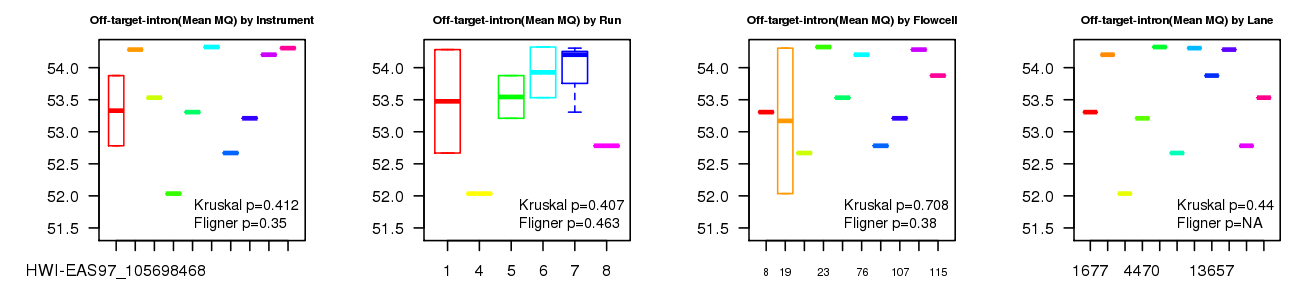 Off-target-intron(Mean MQ) by Instrument
54.0
53.5
53.0
52.5
52.0
51.5
Kruskal p=0.412
Fligner p=0.35
HWI-EAS97_105698468
Off-target-intron(Mean MQ) by Run
54.0
53.5
53.0
52.5
52.0
51.5
Kruskal p=0.407
Fligner p=0.463
1 4 5 6 7 8
Off-target-intron(Mean MQ) by Flowcell
54.0
53.5
53.0
52.5
52.0
51.5
Kruskal p=0.708
Fligner p=0.38
8 19 23 76 107 115
Off-target-intron(Mean MQ) by Lane
54.0
53.5
53.0
52.5
52.0
51.5
Kruskal p=0.44
Fligner p=NA
1677 4470 13657